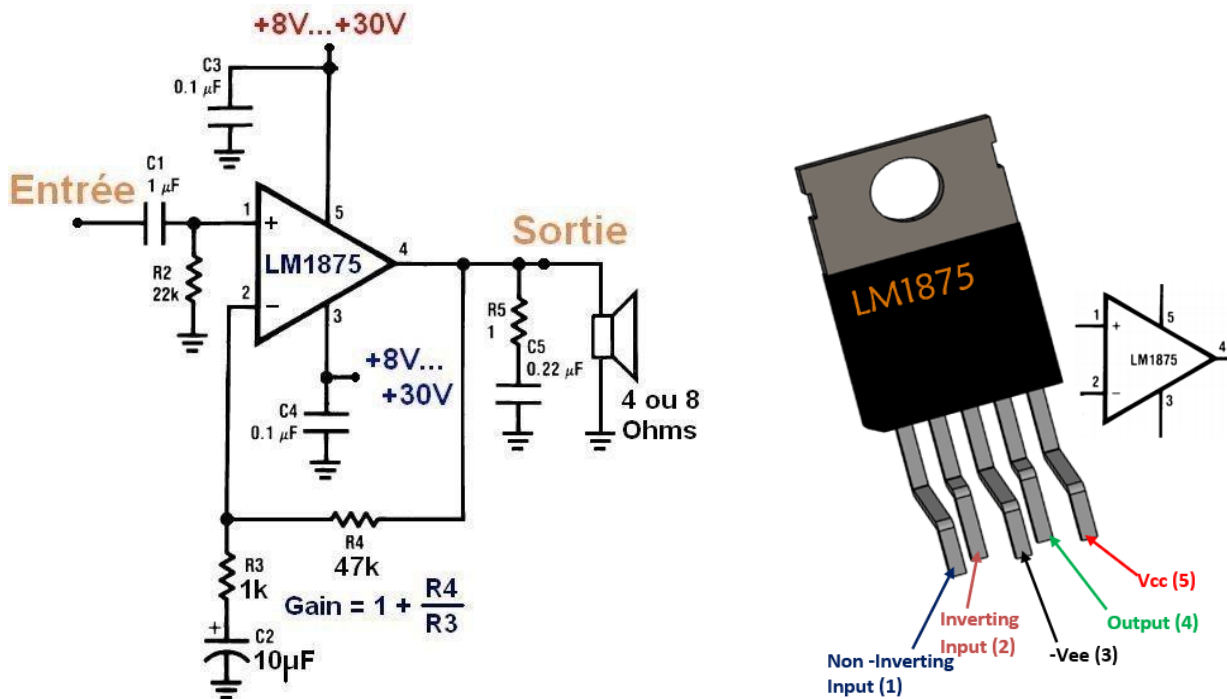 +8V...+30V
C3
0.1 µF
C1
1 µF
Entrée
1
+
5
R2
22k
LM1875
4
Sortie
2
−
3
R5
1
C5
0.22 µF
+8V...
+30V
C4
0.1 µF
4 ou 8
Ohms
R4
47k
R3
1k
Gain = 1 + R4
R3
+
C2
10µF
LM1875
1
+
5
LM1875
4
2
−
3
Vcc (5)
Output (4)
Inverting
Input (2)
-Vee (3)
Non -Inverting
Input (1)